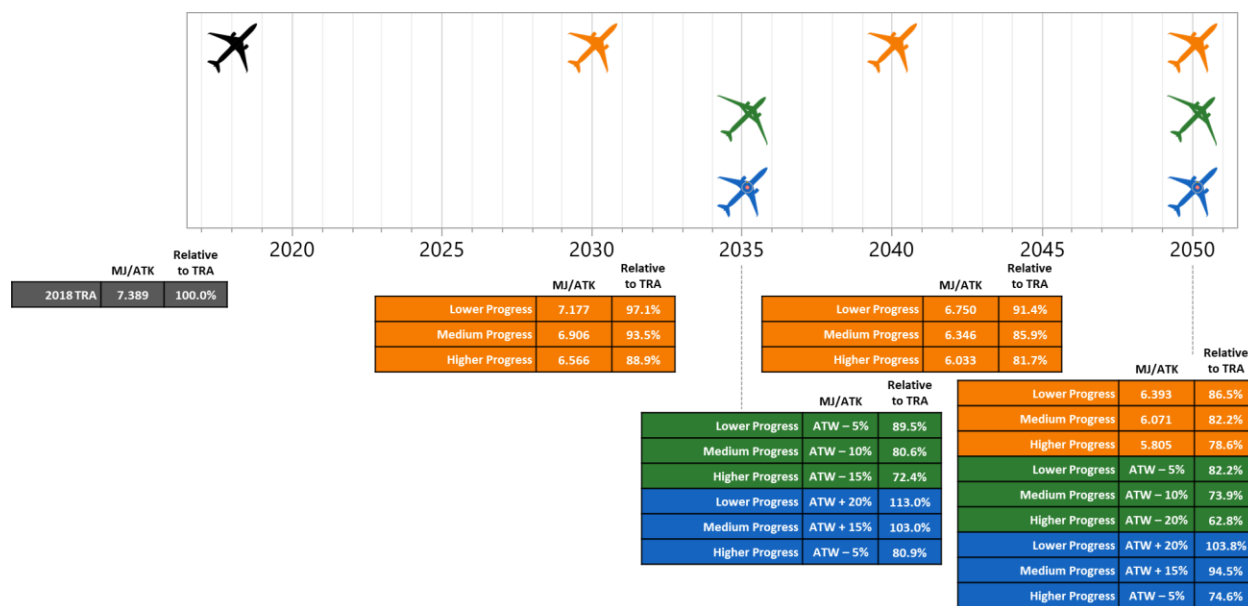 2020 2025 2030 2035 2040 2045 2050
MJ/ATK Relative to TRA
2018 TRA 7.389 100.0%
MJ/ATK Relative to TRA
Lower Progress 7.177 97.1%
Medium Progress 6.906 93.5%
Higher Progress 6.566 88.9%
MJ/ATK Relative to TRA
Lower Progress 6.750 91.4%
Medium Progress 6.346 85.9%
Higher Progress 6.033 81.7%
MJ/ATK Relative to TRA
Lower Progress ATW – 5% 89.5%
Medium Progress ATW – 10% 80.6%
Higher Progress ATW – 15% 72.4%
Lower Progress ATW + 20% 113.0%
Medium Progress ATW + 15% 103.0%
Higher Progress ATW – 5% 80.9%
MJ/ATK Relative to TRA
Lower Progress 6.393 86.5%
Medium Progress 6.071 82.2%
Higher Progress 5.805 78.6%
Lower Progress ATW – 5% 82.2%
Medium Progress ATW – 10% 73.9%
Higher Progress ATW – 20% 62.8%
Lower Progress ATW + 20% 103.8%
Medium Progress ATW + 15% 94.5%
Higher Progress ATW – 5% 74.6%